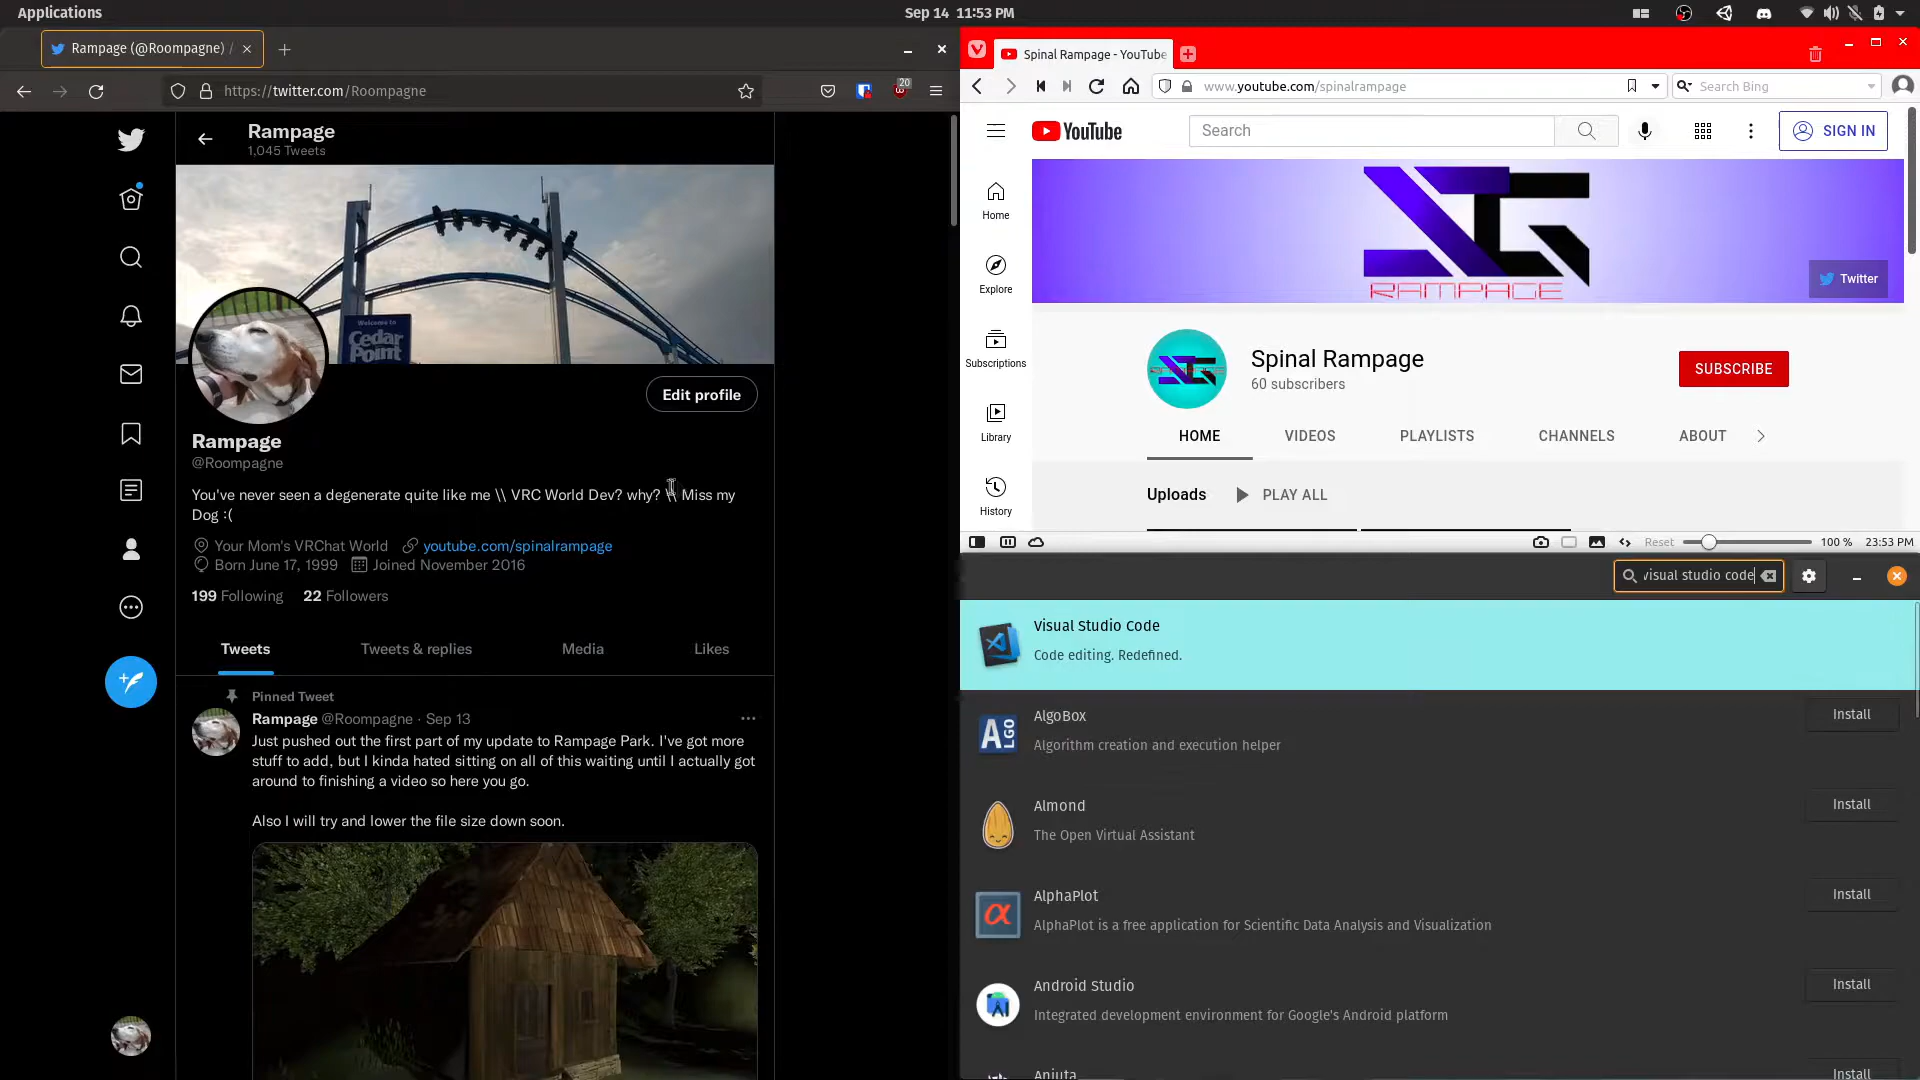 Applications
Sep 14 11:53 PM
Rampage (@Roompagne) /
https://twitter.com/Roompagne
20
Rampage
1,045 Tweets
Welcome to
Cedar
Point
Edit profile
Rampage
@Roompagne
You've never seen a degenerate quite like me \\ VRC World Dev? why? \\ Miss my
Dog :(
Your Mom's VRChat World youtube.com/spinalrampage
Born June 17, 1999 Joined November 2016
199 Following 22 Followers
Tweets Tweets & replies Media Likes
Pinned Tweet
Rampage @Roompagne · Sep 13
Just pushed out the first part of my update to Rampage Park. I've got more
stuff to add, but I kinda hated sitting on all of this waiting until I actually got
around to finishing a video so here you go.
Also I will try and lower the file size down soon.
Spinal Rampage - YouTube
www.youtube.com/spinalrampage
Search Bing
YouTube
Search
SIGN IN
Home
Explore
Subscriptions
Library
History
RAMPAGE
Twitter
Spinal Rampage
60 subscribers
SUBSCRIBE
HOME VIDEOS PLAYLISTS CHANNELS ABOUT
Uploads PLAY ALL
Reset 100 % 23:53 PM
visual studio code
Visual Studio Code
Code editing. Redefined.
AlgoBox
Algorithm creation and execution helper
Install
Almond
The Open Virtual Assistant
Install
AlphaPlot
AlphaPlot is a free application for Scientific Data Analysis and Visualization
Install
Android Studio
Integrated development environment for Google's Android platform
Install
Anjuta
Install